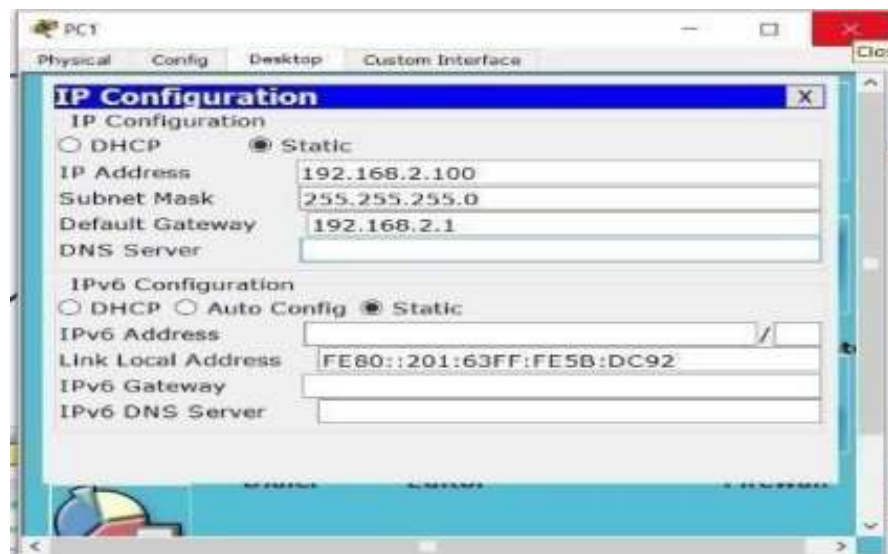 PC1
Physical Config Desktop Custom Interface
IP Configuration X
IP Configuration
DHCP Static
IP Address 192.168.2.100
Subnet Mask 255.255.255.0
Default Gateway 192.168.2.1
DNS Server
IPv6 Configuration
DHCP Auto Config Static
IPv6 Address /
Link Local Address FE80::201:63FF:FE5B:DC92
IPv6 Gateway
IPv6 DNS Server